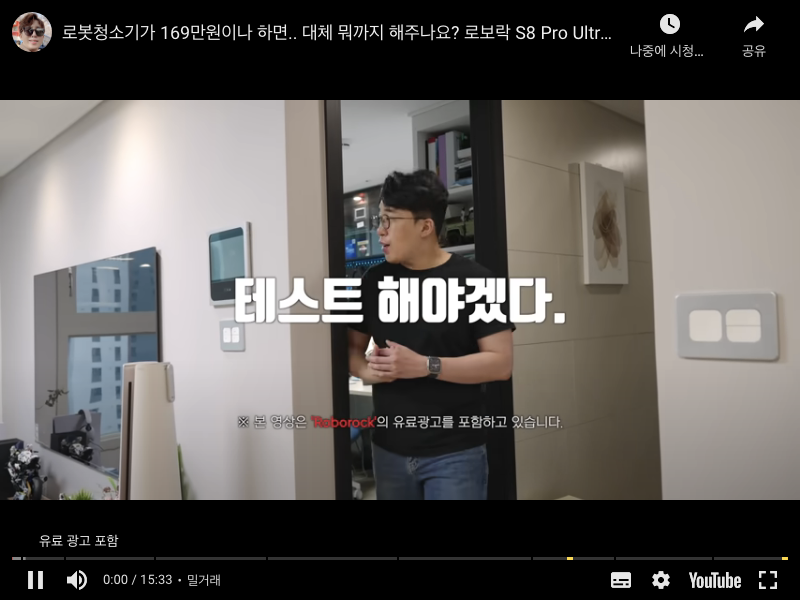 로봇청소기가 169만원이나 하면.. 대체 뭐까지 해주나요? 로보락 S8 Pro Ultr...
나중에 시청...
공유
테스트 해야겠다.
※ 본 영상은 'Roborock'의 유료광고를 포함하고 있습니다.
유료 광고 포함
0:00 / 15:33 • 밀거래
YouTube